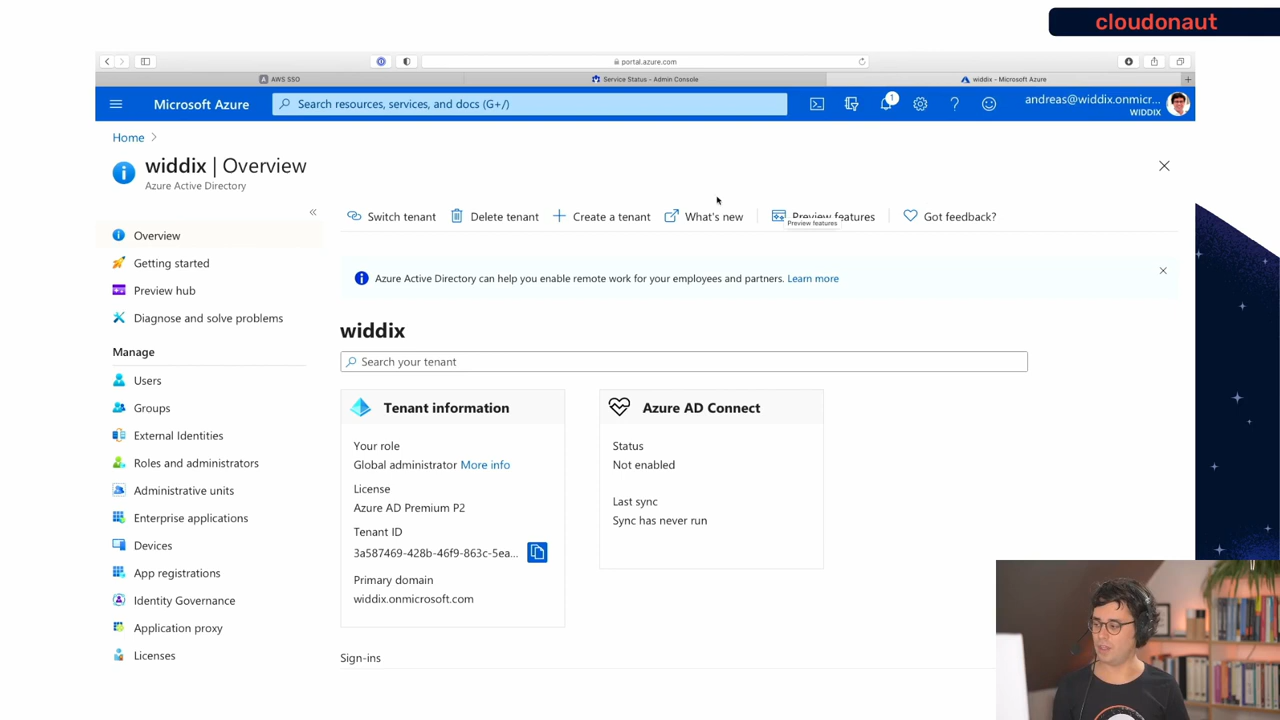 cloudonaut
portal.azure.com
AWS SSO
Service Status - Admin Console
widdix - Microsoft Azure
Microsoft Azure
Search resources, services, and docs (G+/)
1
andreas@widdix.onmicr...
WIDDIX
Home
widdix | Overview
Azure Active Directory
Switch tenant
Delete tenant
Create a tenant
What's new
Preview features
Got feedback?
Preview features
Overview
Getting started
Preview hub
Diagnose and solve problems
Manage
Users
Groups
External Identities
Roles and administrators
Administrative units
Enterprise applications
Devices
App registrations
Identity Governance
Application proxy
Licenses
Azure Active Directory can help you enable remote work for your employees and partners. Learn more
widdix
Search your tenant
Tenant information
Your role
Global administrator More info
License
Azure AD Premium P2
Tenant ID
3a587469-428b-46f9-863c-5ea...
Primary domain
widdix.onmicrosoft.com
Azure AD Connect
Status
Not enabled
Last sync
Sync has never run
Sign-ins